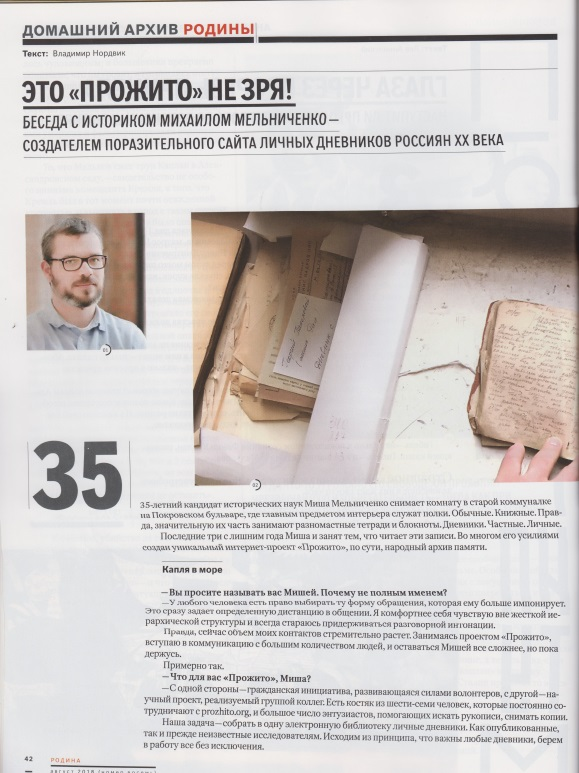 ДОМАШНИЙ АРХИВ РОДИНЫ
Текст: Владимир Нордвик
ЭТО «ПРОЖИТО» НЕ ЗРЯ!
БЕСЕДА С ИСТОРИКОМ МИХАИЛОМ МЕЛЬНИЧЕНКО –
СОЗДАТЕЛЕМ ПОРАЗИТЕЛЬНОГО САЙТА ЛИЧНЫХ ДНЕВНИКОВ РОССИЯН XX ВЕКА
01
02
35
35-летний кандидат исторических наук Миша Мельниченко снимает комнату в старой коммуналке
на Покровском бульваре, где главным предметом интерьера служат полки. Обычные. Книжные. Прав-
да, значительную их часть занимают разномастные тетради и блокноты. Дневники. Частные. Личные.
Последние три с лишним года Миша и занят тем, что читает эти записи. Во многом его усилиями
создан уникальный интернет-проект «Прожито», по сути, народный архив памяти.
Капля в море
— Вы просите называть вас Мишей. Почему не полным именем?
— У любого человека есть право выбирать ту форму обращения, которая ему больше импонирует.
Это сразу задает определенную дистанцию в общении. Я комфортнее себя чувствую вне жесткой ие-
рархической структуры и всегда стараюсь придерживаться разговорной интонации.
Правда, сейчас объем моих контактов стремительно растет. Занимаясь проектом «Прожито»,
вступаю в коммуникацию с большим количеством людей, и оставаться Мишей все сложнее, но пока
держусь.
Примерно так.
— Что для вас «Прожито», Миша?
— С одной стороны — гражданская инициатива, развивающаяся силами волонтеров, с другой — на-
учный проект, реализуемый группой коллег. Есть костяк из шести-семи человек, которые постоянно со-
трудничают с prozhito.org, и большое число энтузиастов, помогающих искать рукописи, снимать копии.
Наша задача — собрать в одну электронную библиотеку личные дневники. Как опубликованные,
так и прежде неизвестные исследователям. Исходим из принципа, что важны любые дневники, берем
в работу все без исключения.
42
РОДИНА
АВГУСТ 2018